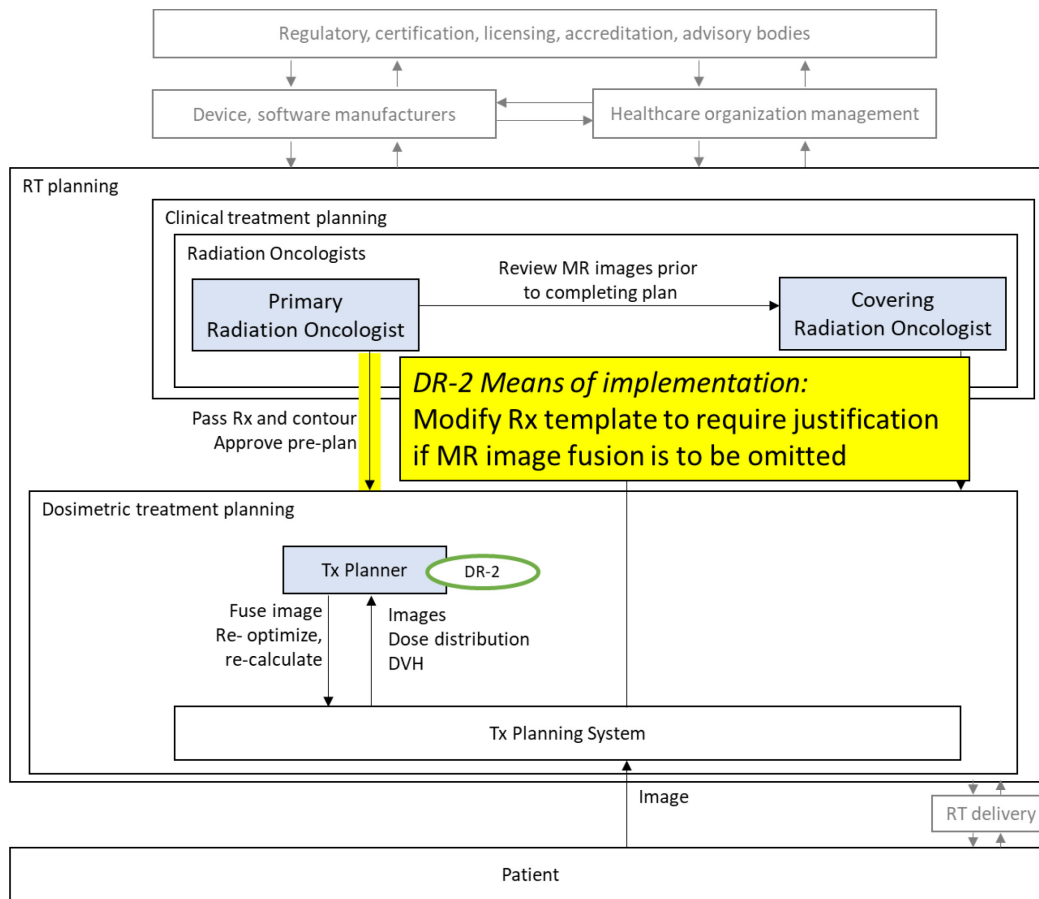 Regulatory, certification, licensing, accreditation, advisory bodies
Device, software manufacturers
Healthcare organization management
RT planning
Clinical treatment planning
Radiation Oncologists
Primary
Radiation Oncologist
Review MR images prior
to completing plan
Covering
Radiation Oncologist
DR-2 Means of implementation:
Modify Rx template to require justification
if MR image fusion is to be omitted
Pass Rx and contour
Approve pre-plan
Dosimetric treatment planning
Tx Planner
DR-2
Fuse image
Re- optimize,
re-calculate
Images
Dose distribution
DVH
Tx Planning System
Image
RT delivery
Patient